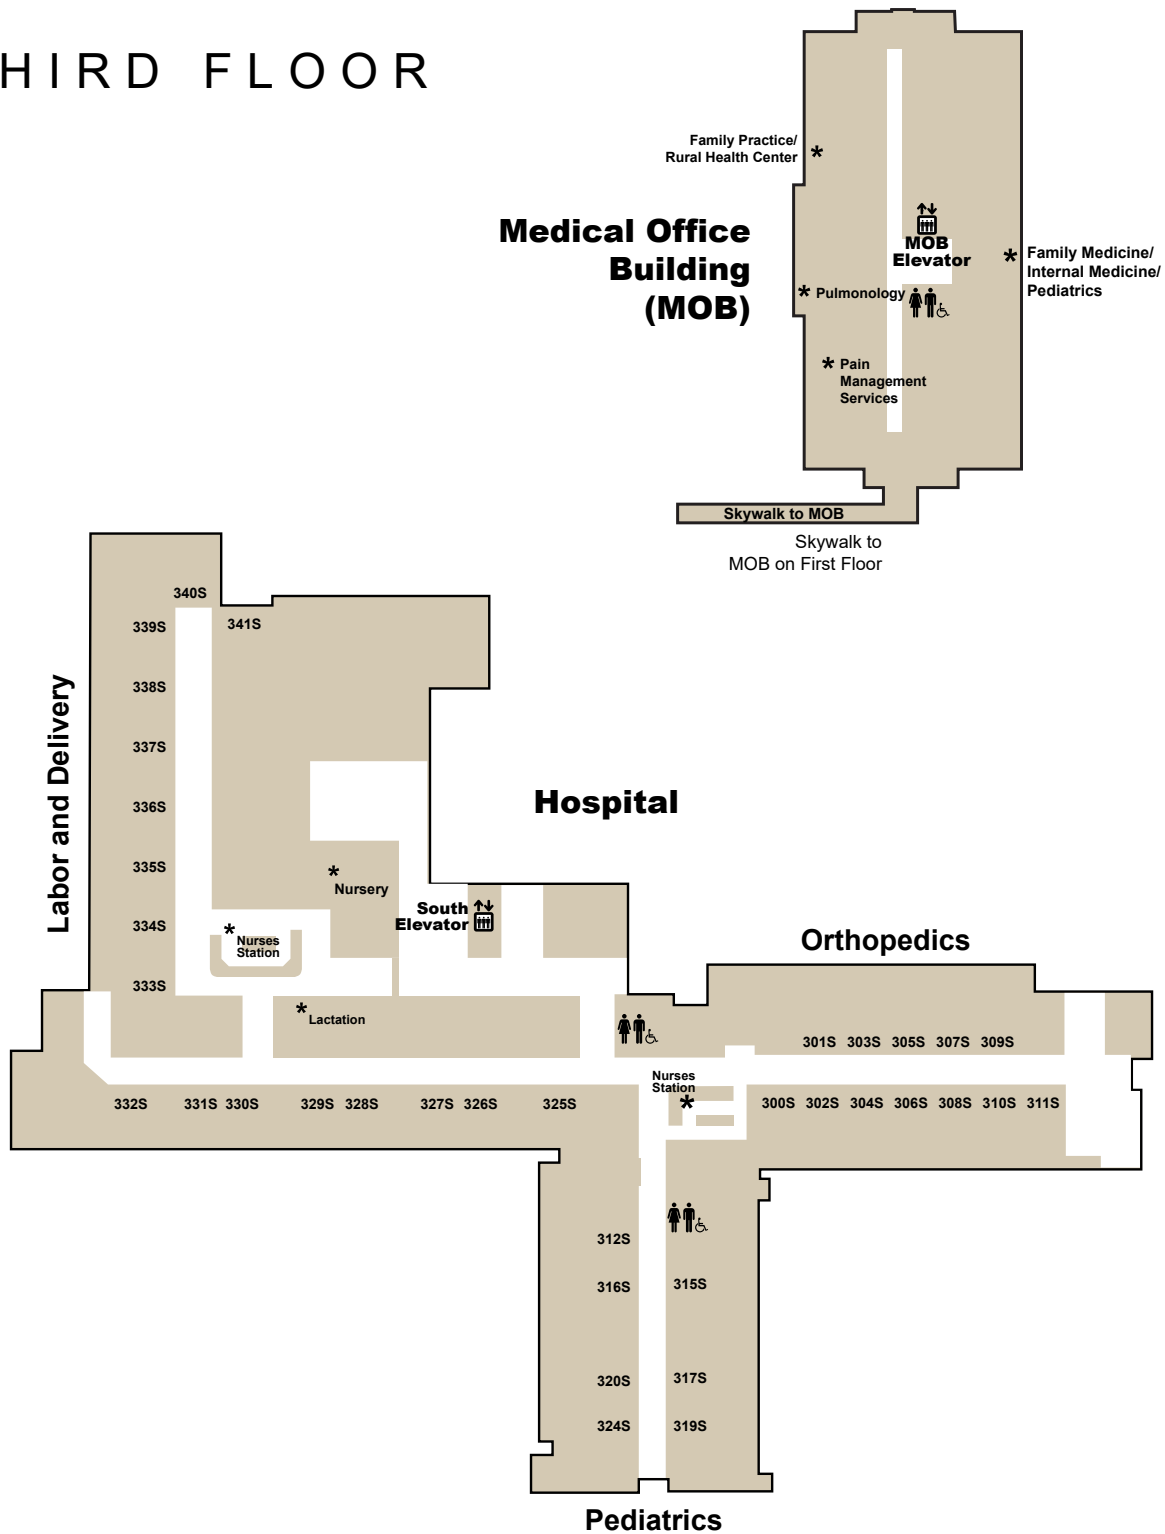 HIRD FLOOR
Family Practice/
Rural Health Center
Medical Office
Building
(MOB)
MOB
Elevator
Family Medicine/
Internal Medicine/
Pediatrics
Pulmonology
Pain
Management
Services
Skywalk to MOB
Skywalk to
MOB on First Floor
340S
339S
341S
338S
337S
336S
335S
334S
333S
Labor and Delivery
Hospital
Nursery
South
Elevator
Nurses
Station
Lactation
Orthopedics
301S 303S 305S 307S 309S
Nurses
Station
332S 331S 330S 329S 328S 327S 326S 325S
300S 302S 304S 306S 308S 310S 311S
312S
316S 315S
320S 317S
324S 319S
Pediatrics